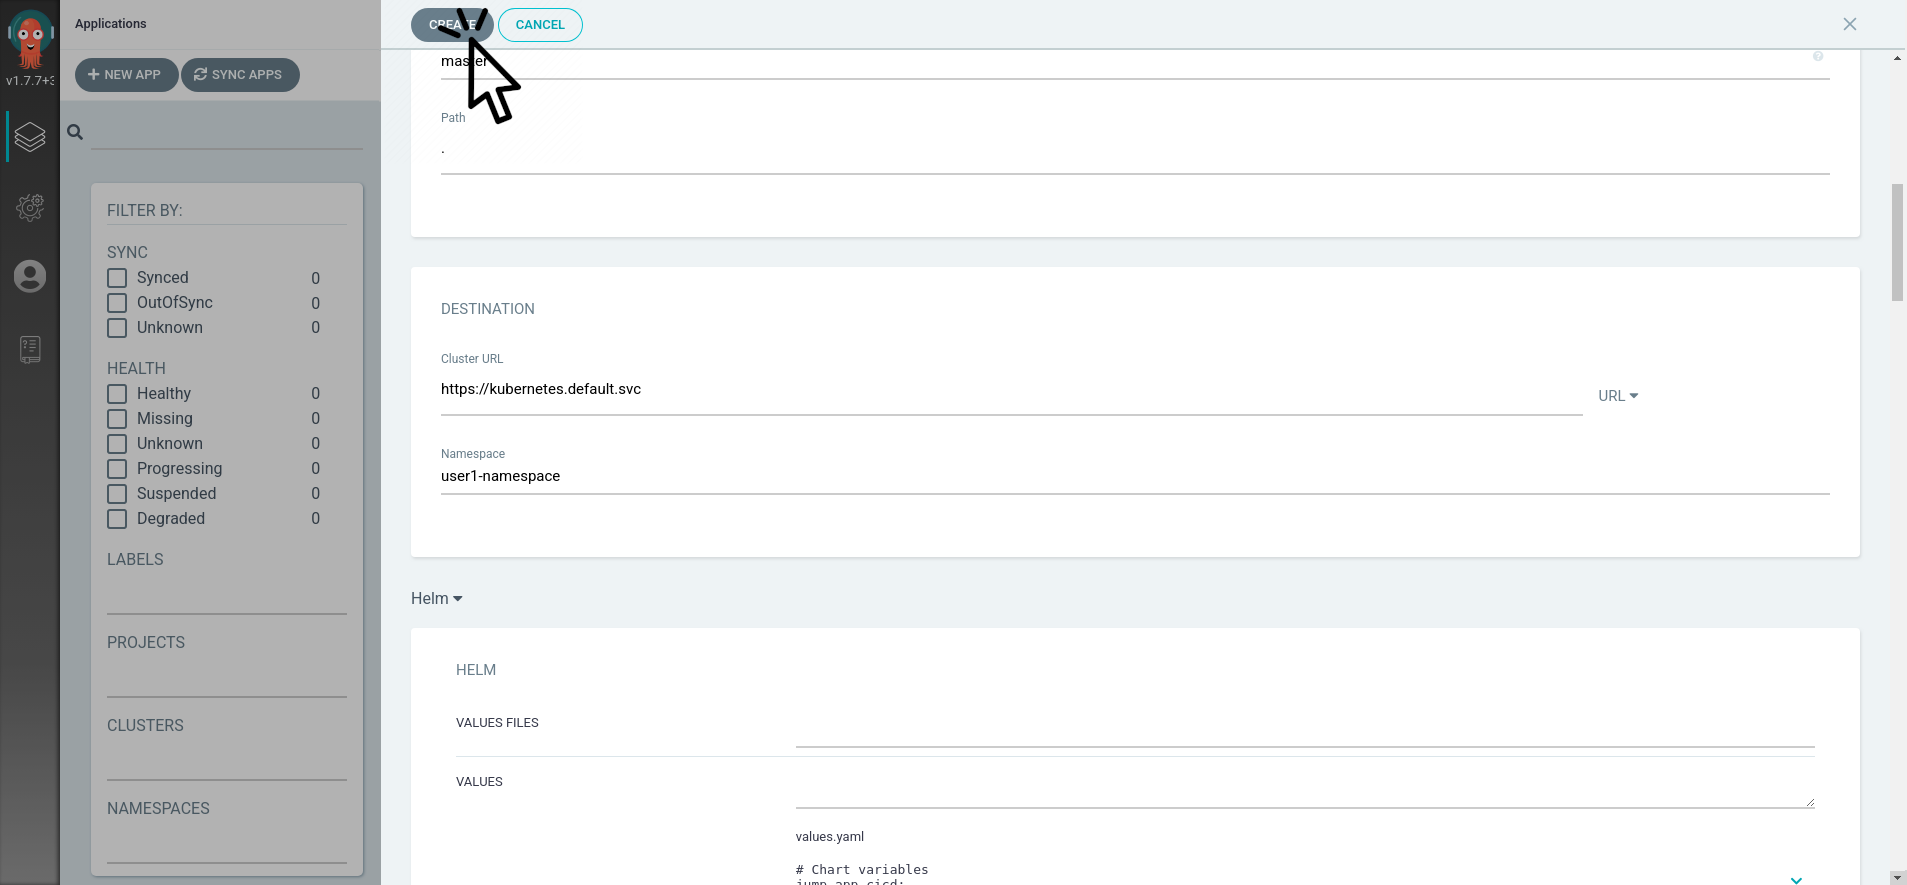 Applications
v1.7.7+3
NEW APP
SYNC APPS
FILTER BY:
SYNC
Synced 0
OutOfSync 0
Unknown 0
HEALTH
Healthy 0
Missing 0
Unknown 0
Progressing 0
Suspended 0
Degraded 0
LABELS
PROJECTS
CLUSTERS
NAMESPACES
CREATE
CANCEL
master
Path
.
DESTINATION
Cluster URL
https://kubernetes.default.svc
URL
Namespace
user1-namespace
Helm
HELM
VALUES FILES
VALUES
values.yaml
# Chart variables
jump-app-cicd: